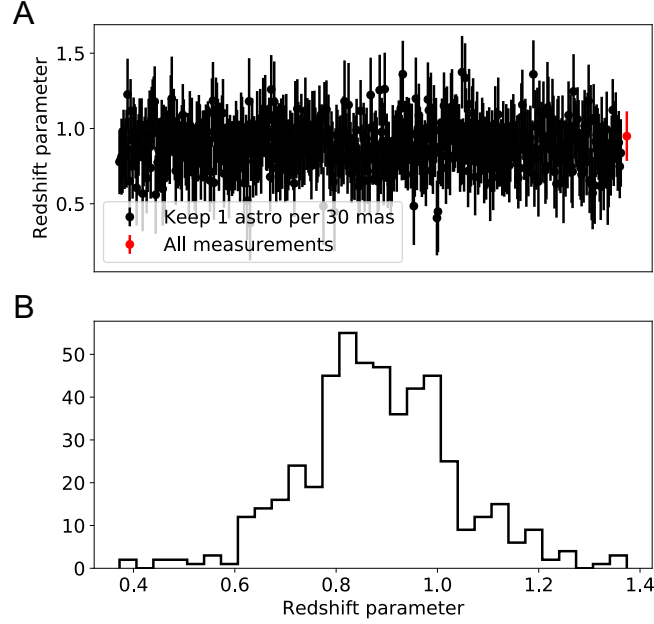 A
Redshift parameter
1.5
1.0
0.5
Keep 1 astro per 30 mas
All measurements
B
50
40
30
20
10
0
0.4 0.6 0.8 1.0 1.2 1.4
Redshift parameter